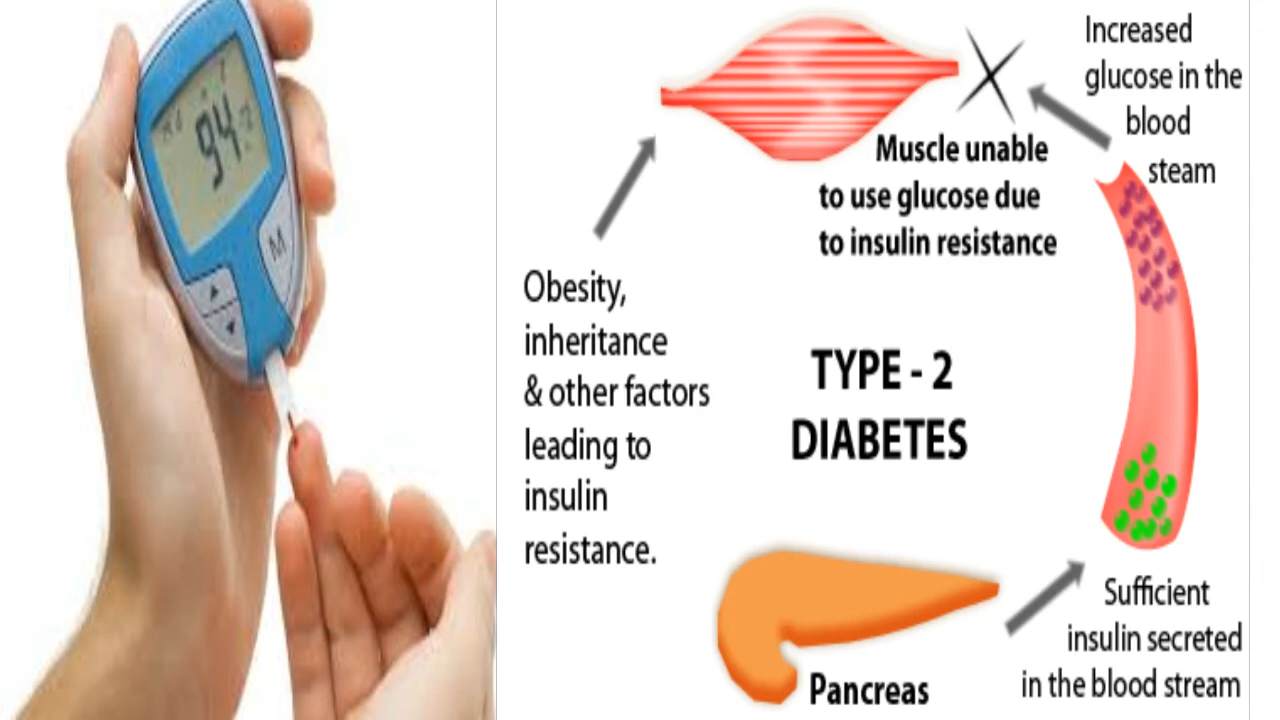 94
M
Increased
glucose in the
blood
steam
Muscle unable
to use glucose due
to insulin resistance
Obesity,
inheritance
& other factors
leading to
insulin
resistance.
TYPE - 2
DIABETES
Sufficient
insulin secreted
in the blood stream
Pancreas